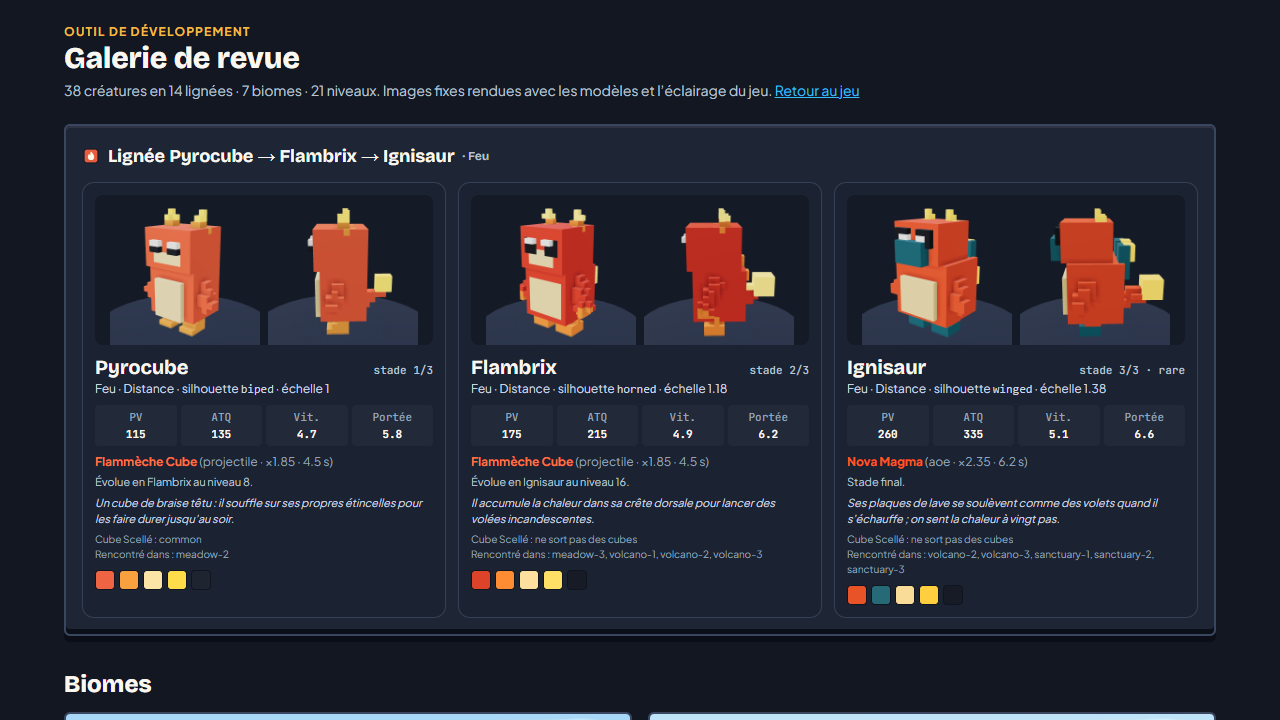 OUTIL DE DÉVELOPPEMENT
Galerie de revue
38 créatures en 14 lignées · 7 biomes · 21 niveaux. Images fixes rendues avec les modèles et l'éclairage du jeu. Retour au jeu
Lignée Pyrocube → Flambrix → Ignisaur · Feu
Pyrocube stade 1/3
Feu · Distance · silhouette biped · échelle 1
PV ATQ Vit. Portée
115 135 4.7 5.8
Flammèche Cube (projectile · ×1.85 · 4.5 s)
Évolue en Flambrix au niveau 8.
Un cube de braise têtu : il souffle sur ses propres étincelles pour
les faire durer jusqu'au soir.
Cube Scellé : common
Rencontré dans : meadow-2
Flambrix stade 2/3
Feu · Distance · silhouette horned · échelle 1.18
PV ATQ Vit. Portée
175 215 4.9 6.2
Flammèche Cube (projectile · ×1.85 · 4.5 s)
Évolue en Ignisaur au niveau 16.
Il accumule la chaleur dans sa crête dorsale pour lancer des
volées incandescentes.
Cube Scellé : ne sort pas des cubes
Rencontré dans : meadow-3, volcano-1, volcano-2, volcano-3
Ignisaur stade 3/3 · rare
Feu · Distance · silhouette winged · échelle 1.38
PV ATQ Vit. Portée
260 335 5.1 6.6
Nova Magma (aoe · ×2.35 · 6.2 s)
Stade final.
Ses plaques de lave se soulèvent comme des volets quand il
s'échauffe ; on sent la chaleur à vingt pas.
Cube Scellé : ne sort pas des cubes
Rencontré dans : volcano-2, volcano-3, sanctuary-1, sanctuary-2,
sanctuary-3
Biomes